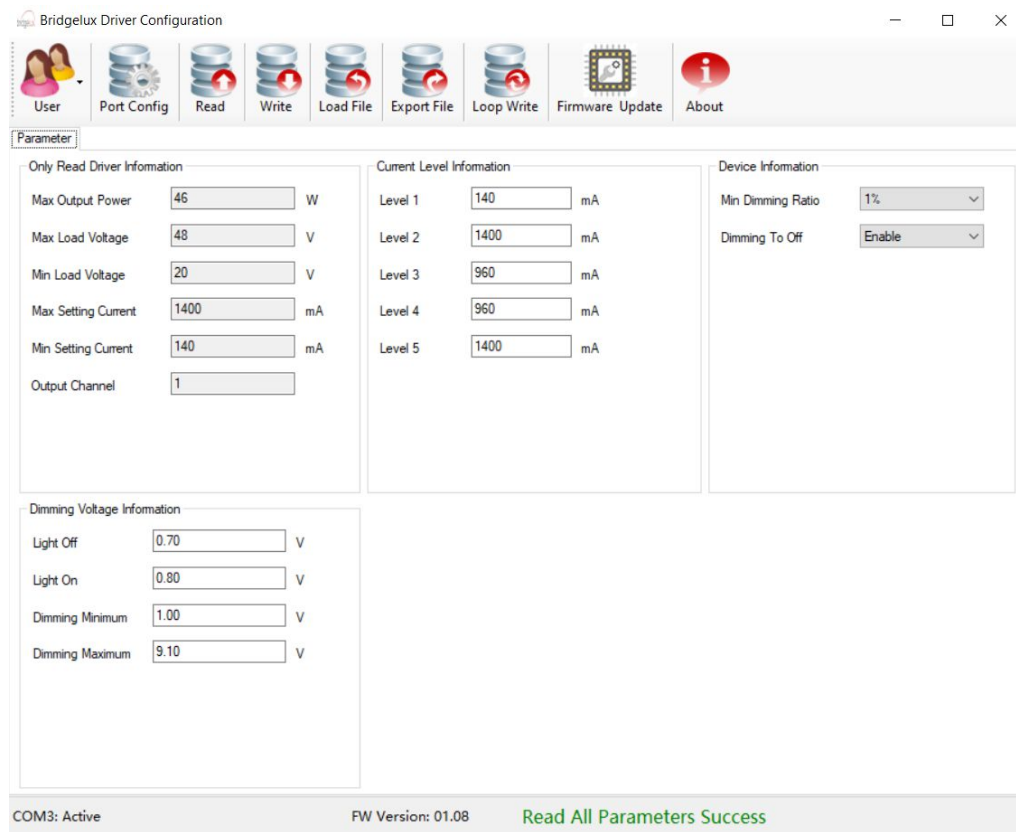 Bridgelux Driver Configuration
User Port Config Read Write Load File Export File Loop Write Firmware Update About
Parameter
Only Read Driver Information
Max Output Power 46 W
Max Load Voltage 48 V
Min Load Voltage 20 V
Max Setting Current 1400 mA
Min Setting Current 140 mA
Output Channel 1
Current Level Information
Level 1 140 mA
Level 2 1400 mA
Level 3 960 mA
Level 4 960 mA
Level 5 1400 mA
Device Information
Min Dimming Ratio 1%
Dimming To Off Enable
Dimming Voltage Information
Light Off 0.70 V
Light On 0.80 V
Dimming Minimum 1.00 V
Dimming Maximum 9.10 V
COM3: Active FW Version: 01.08 Read All Parameters Success